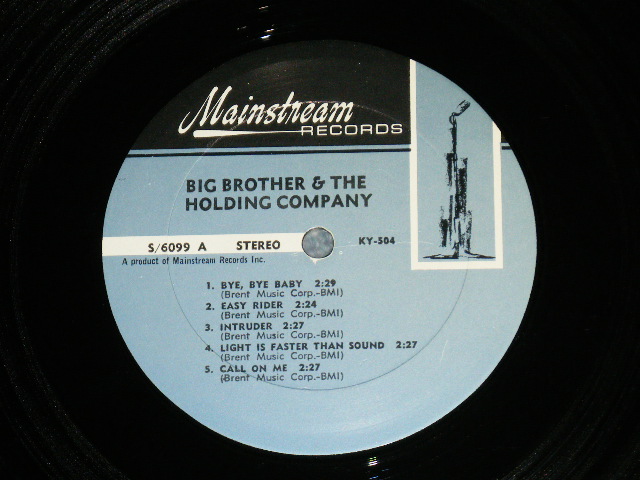 Mainstream
RECORDS
BIG BROTHER & THE
HOLDING COMPANY
S/6099 A STEREO KY-504
A product of Mainstream Records Inc.
1. BYE, BYE BABY 2:29
(Brent Music Corp.-BMI)
2. EASY RIDER 2:24
(Brent Music Corp.-BMI)
3. INTRUDER 2:27
(Brent Music Corp.-BMI)
4. LIGHT IS FASTER THAN SOUND 2:27
(Brent Music Corp.-BMI)
5. CALL ON ME 2:27
(Brent Music Corp.-BMI)